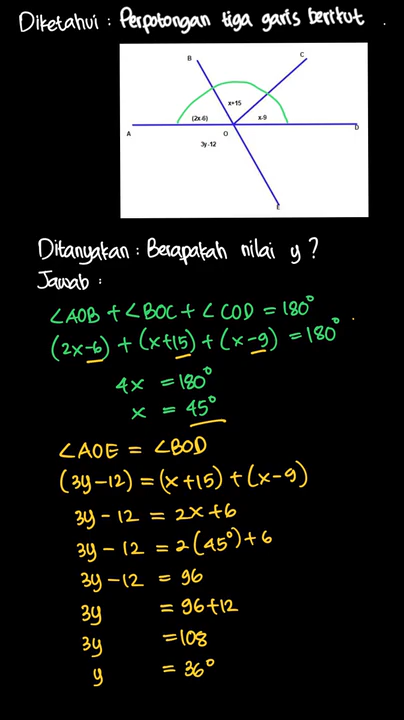 Diketahui : Perpotongan tiga garis berikut .
B
C
x+15
(2x-6)
x-9
A
O
D
3y-12
E
Ditanyakan : Berapakah nilai y ?
Jawab :
∠AOB + ∠BOC + ∠COD = 180°
(2x-6) + (x+15) + (x-9) = 180°
4x = 180°
x = 45°
∠AOE = ∠BOD
(3y-12) = (x+15) + (x-9)
3y - 12 = 2x+6
3y - 12 = 2(45°)+6
3y - 12 = 96
3y = 96+12
3y = 108
y = 36°